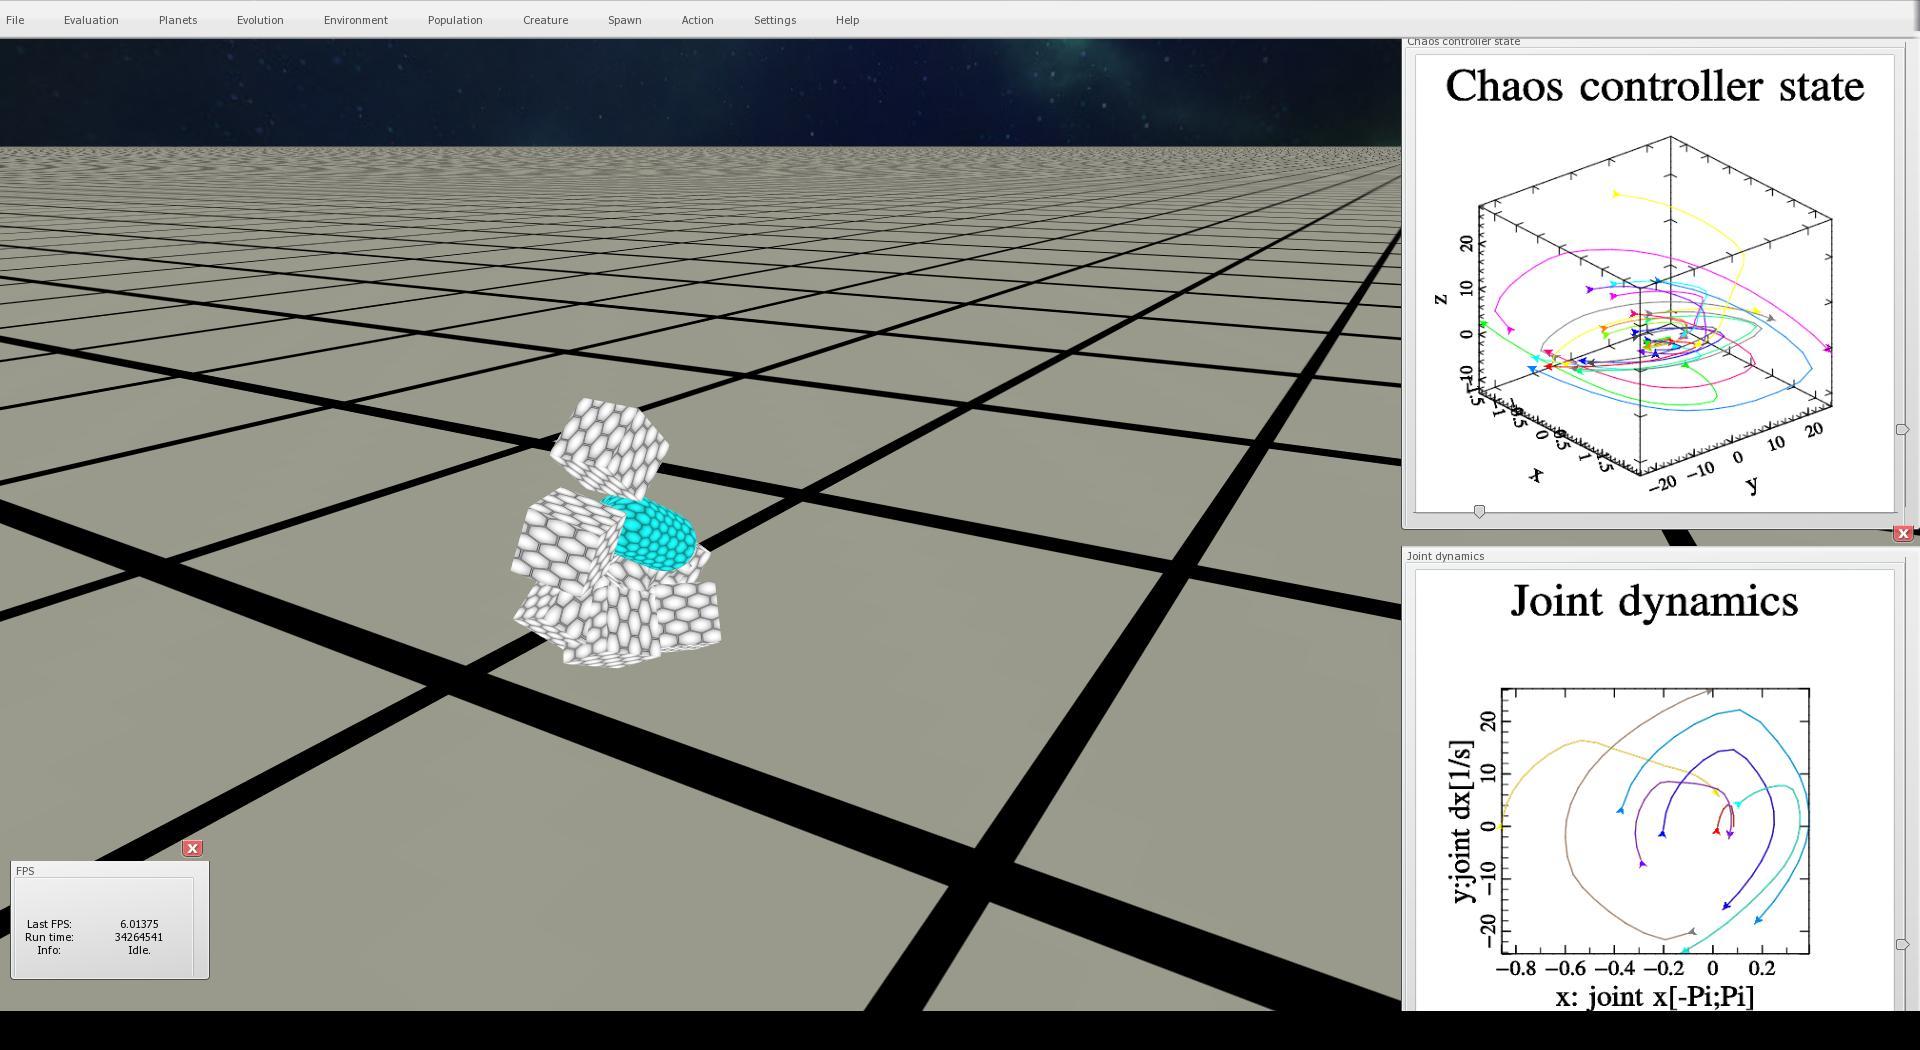 File Evaluation Planets Evolution Environment Population Creature Spawn Action Settings Help
Chaos controller state
Chaos controller state
20
10
0
-10
z
-1.5 -1 -0.5 0 0.5 1 1.5
x
-20 -10 0 10 20
y
Joint dynamics
Joint dynamics
20
10
0
-10
-20
y:joint dx[1/s]
-0.8 -0.6 -0.4 -0.2 0 0.2
x: joint x[-Pi;Pi]
FPS
Last FPS: 6.01375
Run time: 34264541
Info: Idle.